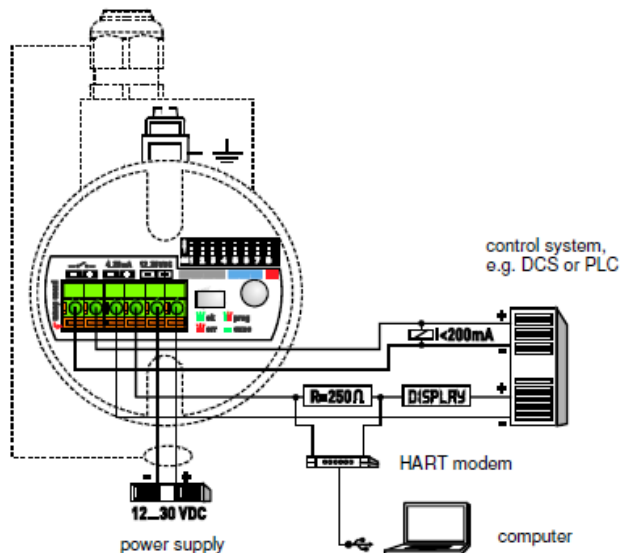 4..20mA 12..30VDC
- +
ok prog
err
control system,
e.g. DCS or PLC
+
I<200mA
-
R=250Ω DISPLAY
+
-
HART modem
- +
12...30 VDC
power supply
computer